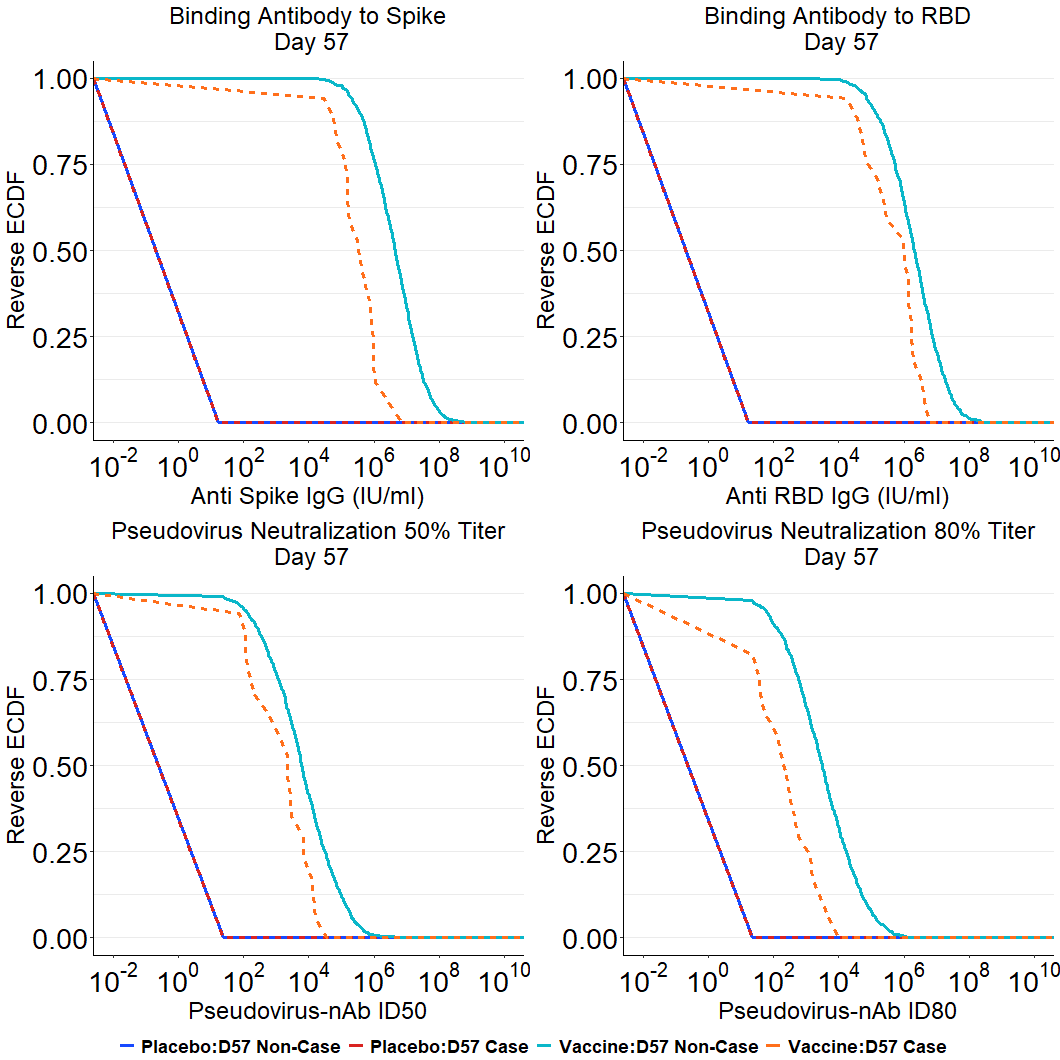 Binding Antibody to Spike
Day 57
Reverse ECDF
1.00
0.75
0.50
0.25
0.00
10^-2 10^0 10^2 10^4 10^6 10^8 10^10
Anti Spike IgG (IU/ml)
Binding Antibody to RBD
Day 57
Reverse ECDF
1.00
0.75
0.50
0.25
0.00
10^-2 10^0 10^2 10^4 10^6 10^8 10^10
Anti RBD IgG (IU/ml)
Pseudovirus Neutralization 50% Titer
Day 57
Reverse ECDF
1.00
0.75
0.50
0.25
0.00
10^-2 10^0 10^2 10^4 10^6 10^8 10^10
Pseudovirus-nAb ID50
Pseudovirus Neutralization 80% Titer
Day 57
Reverse ECDF
1.00
0.75
0.50
0.25
0.00
10^-2 10^0 10^2 10^4 10^6 10^8 10^10
Pseudovirus-nAb ID80
Placebo:D57 Non-Case Placebo:D57 Case Vaccine:D57 Non-Case Vaccine:D57 Case